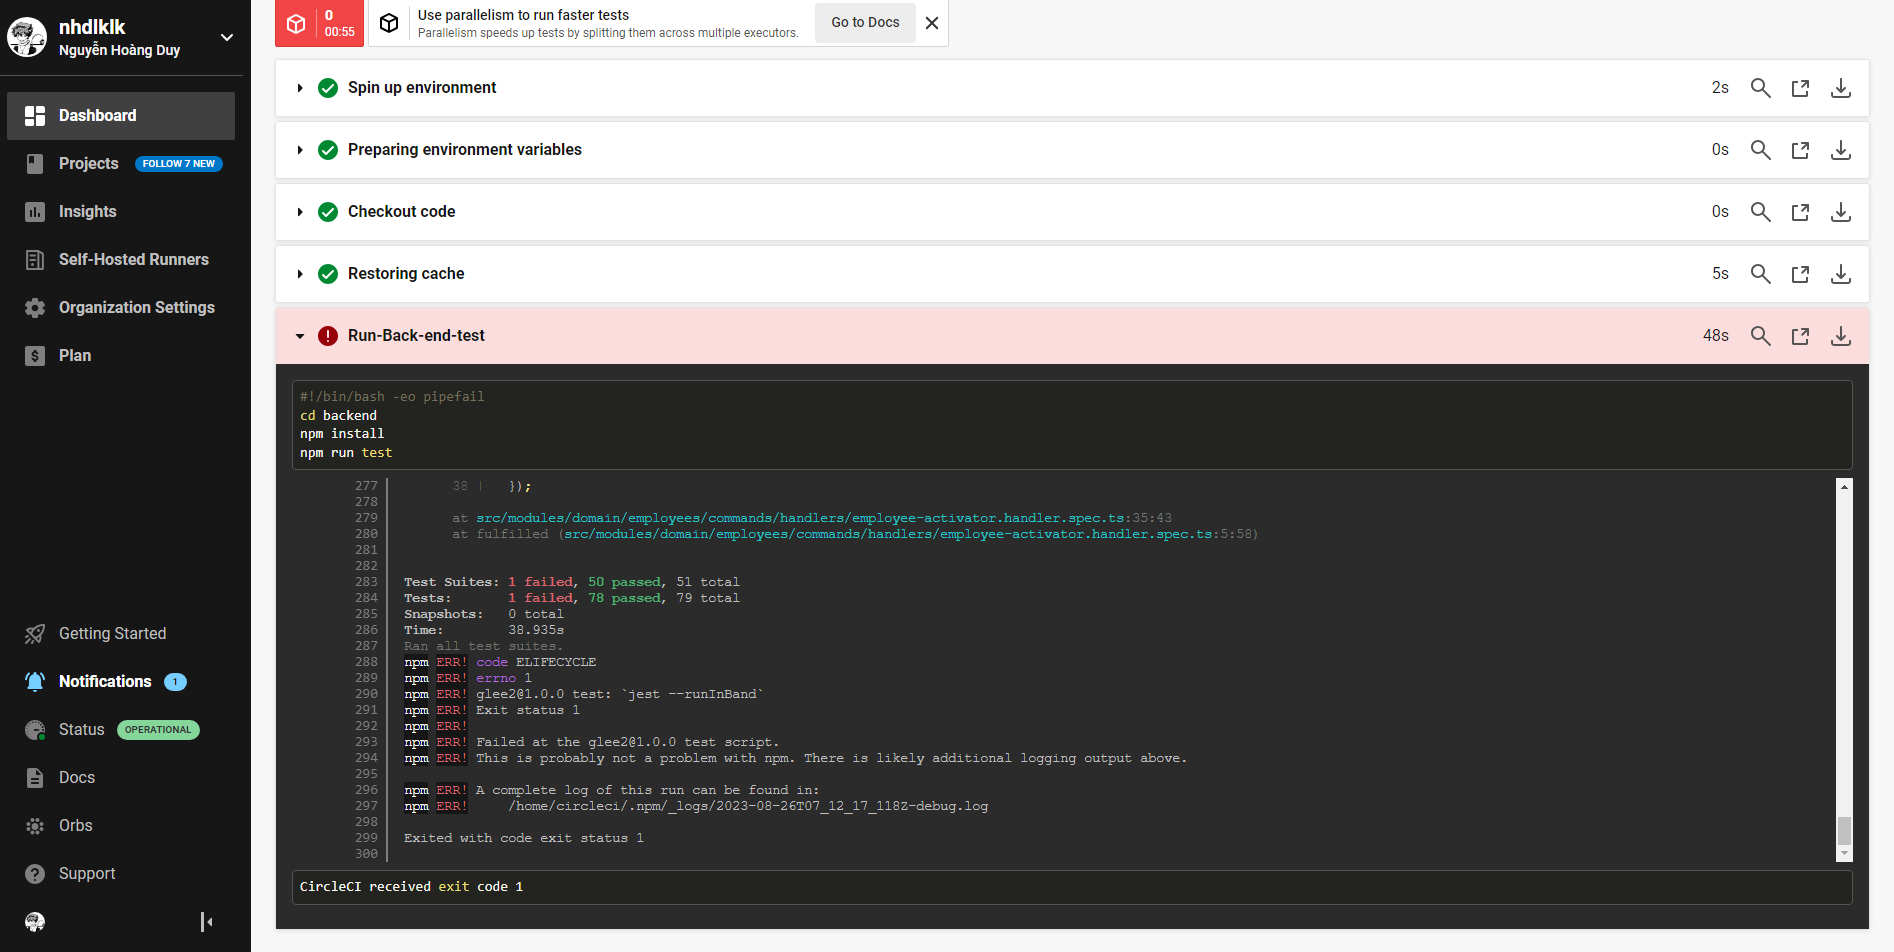 nhdlklk
Nguyễn Hoàng Duy
Dashboard
Projects FOLLOW 7 NEW
Insights
Self-Hosted Runners
Organization Settings
Plan
Getting Started
Notifications 1
Status OPERATIONAL
Docs
Orbs
Support
0
00:55
Use parallelism to run faster tests
Parallelism speeds up tests by splitting them across multiple executors.
Go to Docs
Spin up environment 2s
Preparing environment variables 0s
Checkout code 0s
Restoring cache 5s
Run-Back-end-test 48s
#!/bin/bash -eo pipefail
cd backend
npm install
npm run test
277 38 | });
278
279 at src/modules/domain/employees/commands/handlers/employee-activator.handler.spec.ts:35:43
280 at fulfilled (src/modules/domain/employees/commands/handlers/employee-activator.handler.spec.ts:5:58)
281
282
283 Test Suites: 1 failed, 50 passed, 51 total
284 Tests: 1 failed, 78 passed, 79 total
285 Snapshots: 0 total
286 Time: 38.935s
287 Ran all test suites.
288 npm ERR! code ELIFECYCLE
289 npm ERR! errno 1
290 npm ERR! glee2@1.0.0 test: `jest --runInBand`
291 npm ERR! Exit status 1
292 npm ERR!
293 npm ERR! Failed at the glee2@1.0.0 test script.
294 npm ERR! This is probably not a problem with npm. There is likely additional logging output above.
295
296 npm ERR! A complete log of this run can be found in:
297 npm ERR! /home/circleci/.npm/_logs/2023-08-26T07_12_17_118Z-debug.log
298
299 Exited with code exit status 1
300
CircleCI received exit code 1